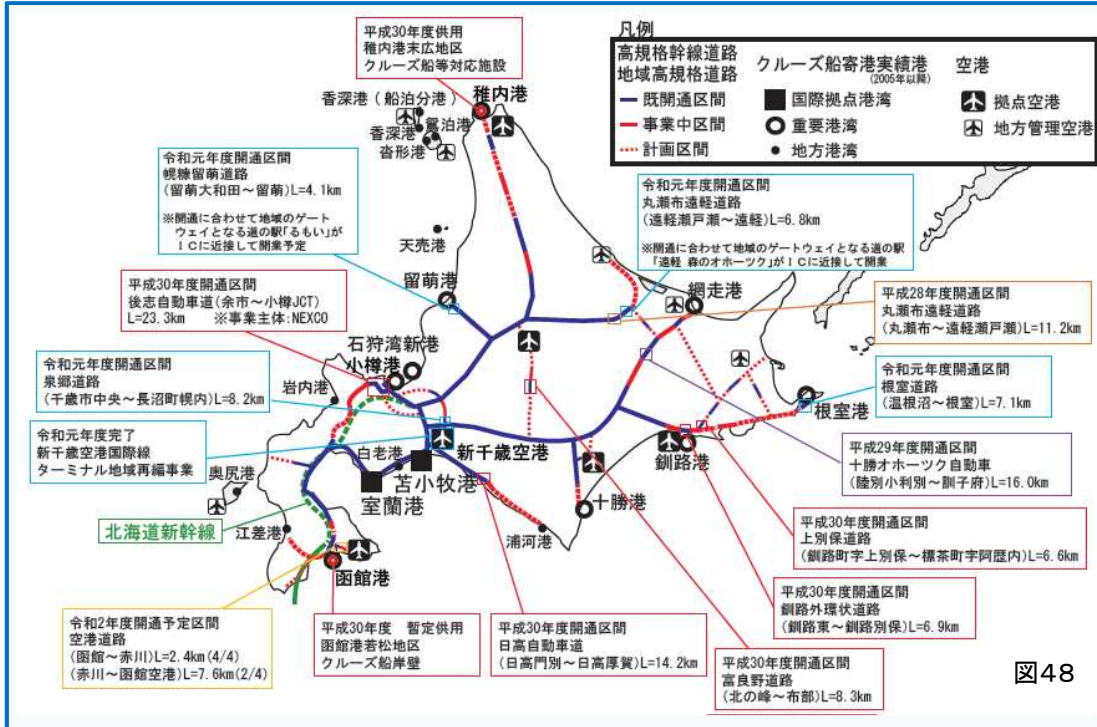 平成30年度供用
稚内港末広地区
クルーズ船等対応施設
凡例
高規格幹線道路
地域高規格道路
既開通区間
事業中区間
計画区間
クルーズ船寄港実績港
(2005年以降)
国際拠点港湾
重要港湾
地方港湾
空港
拠点空港
地方管理空港
香深港(船泊分港)
稚内港
香深港
鴛泊港
沓形港
令和元年度開通区間
幌糠留萌道路
(留萌大和田~留萌)L=4.1km
※開通に合わせて地域のゲート
ウェイとなる道の駅「るもい」が
ICに近接して開業予定
天売港
留萌港
令和元年度開通区間
丸瀬布遠軽道路
(遠軽瀬戸瀬~遠軽)L=6.8km
※開通に合わせて地域のゲートウェイとなる道の駅
「遠軽 森のオホーツク」がICに近接して開業
網走港
平成30年度開通区間
後志自動車道(余市~小樽JCT)
L=23.3km ※事業主体:NEXCO
平成28年度開通区間
丸瀬布遠軽道路
(丸瀬布~遠軽瀬戸瀬)L=11.2km
石狩湾新港
小樽港
岩内港
令和元年度開通区間
泉郷道路
(千歳市中央~長沼町幌内)L=8.2km
令和元年度開通区間
根室道路
(温根沼~根室)L=7.1km
根室港
令和元年度完了
新千歳空港国際線
ターミナル地域再編事業
新千歳空港
白老港
苫小牧港
室蘭港
釧路港
十勝港
浦河港
平成29年度開通区間
十勝オホーツク自動車
(陸別小利別~訓子府)L=16.0km
奥尻港
北海道新幹線
江差港
函館港
平成30年度開通区間
上別保道路
(釧路町字上別保~標茶町字阿歴内)L=6.6km
令和2年度開通予定区間
空港道路
(函館~赤川)L=2.4km(4/4)
(赤川~函館空港)L=7.6km(2/4)
平成30年度 暫定供用
函館港若松地区
クルーズ船岸壁
平成30年度開通区間
日高自動車道
(日高門別~日高厚賀)L=14.2km
平成30年度開通区間
釧路外環状道路
(釧路東~釧路別保)L=6.9km
平成30年度開通区間
富良野道路
(北の峰~布部)L=8.3km
図48